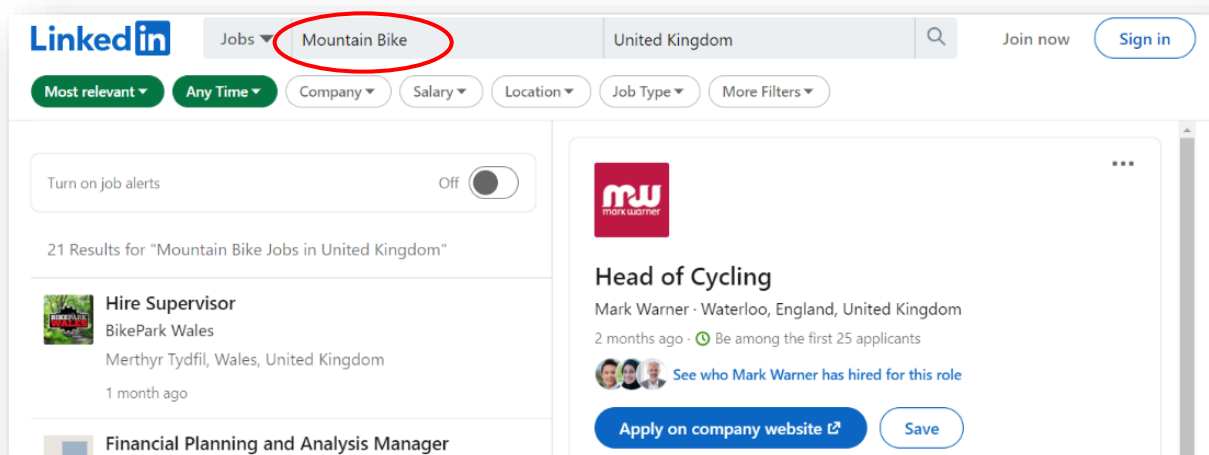 Linked in
Jobs Mountain Bike United Kingdom Join now Sign in
Most relevant Any Time Company Salary Location Job Type More Filters
Turn on job alerts Off
21 Results for "Mountain Bike Jobs in United Kingdom"
Hire Supervisor
BikePark Wales
Merthyr Tydfil, Wales, United Kingdom
1 month ago
BIKEPARK
WALES
Financial Planning and Analysis Manager
mw
mark warner
Head of Cycling
Mark Warner · Waterloo, England, United Kingdom
2 months ago · Be among the first 25 applicants
See who Mark Warner has hired for this role
Apply on company website Save